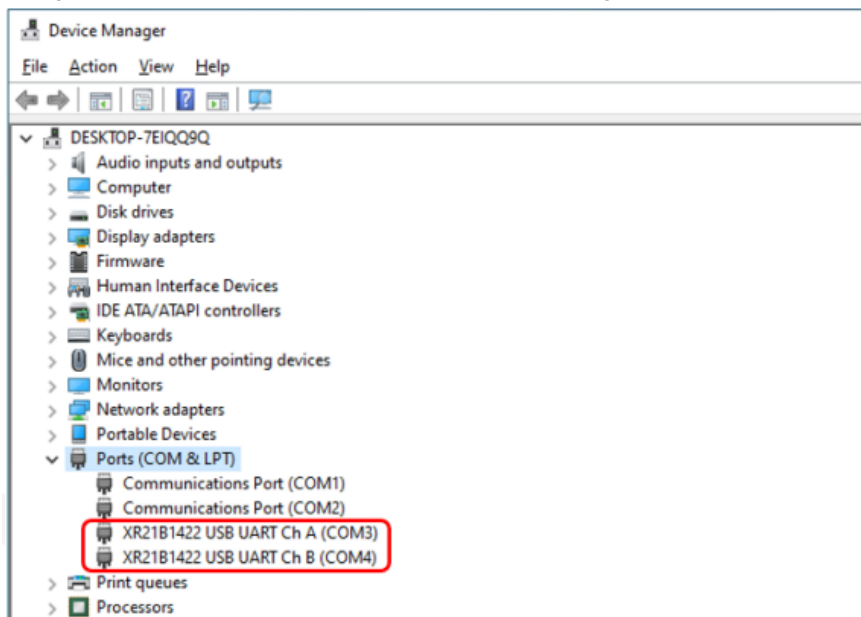 Device Manager
File Action View Help
DESKTOP-7EIQQ9Q
Audio inputs and outputs
Computer
Disk drives
Display adapters
Firmware
Human Interface Devices
IDE ATA/ATAPI controllers
Keyboards
Mice and other pointing devices
Monitors
Network adapters
Portable Devices
Ports (COM & LPT)
Communications Port (COM1)
Communications Port (COM2)
XR21B1422 USB UART Ch A (COM3)
XR21B1422 USB UART Ch B (COM4)
Print queues
Processors